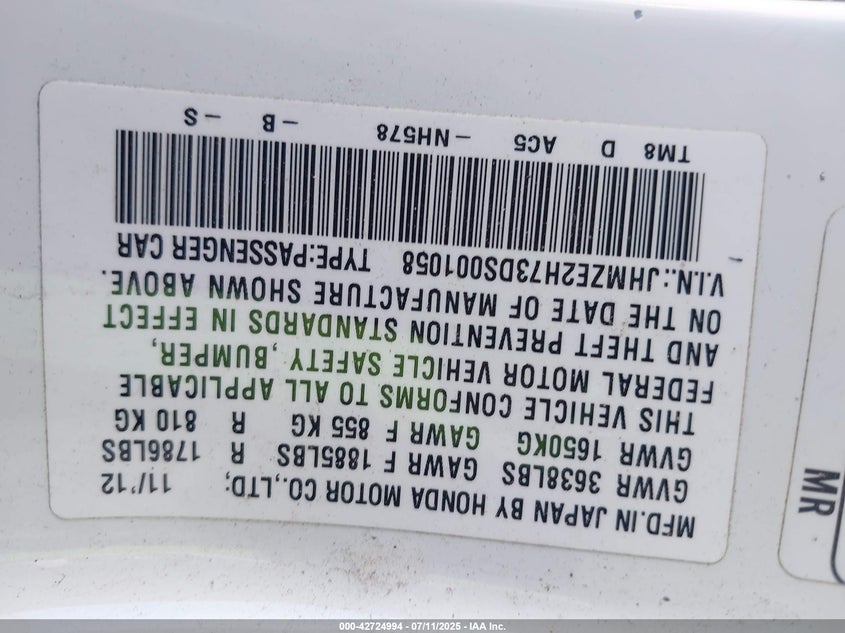 MFD.IN JAPAN BY HONDA MOTOR CO.,LTD; 11/'12
GVWR 3638LBS GAWR F 1885LBS R 1786LBS
GVWR 1650KG GAWR F 855 KG R 810 KG
THIS VEHICLE CONFORMS TO ALL APPLICABLE
FEDERAL MOTOR VEHICLE SAFETY, BUMPER,
AND THEFT PREVENTION STANDARDS IN EFFECT
ON THE DATE OF MANUFACTURE SHOWN ABOVE.
V.IN.:JHMZE2H73DS001058 TYPE:PASSENGER CAR
TM8 D AC5 -NH578 -B -S
MR
000-42724994 | 07/11/2025 - IAA Inc.